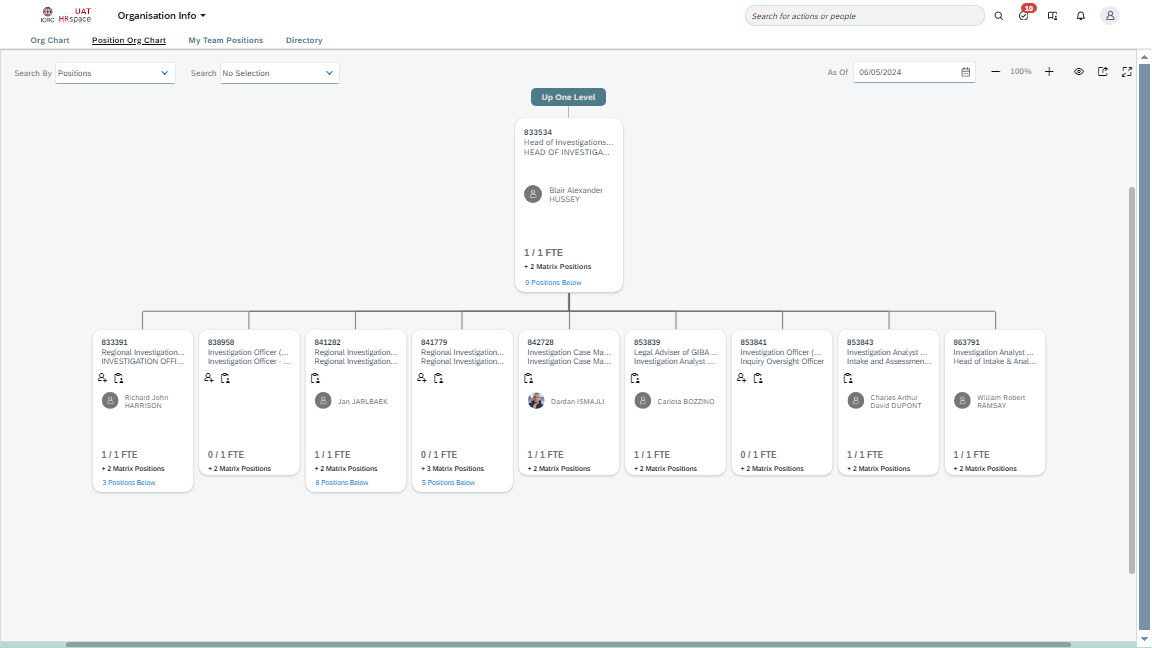 ICRC
UAT
HRspace
Organisation Info
Search for actions or people
10
Org Chart
Position Org Chart
My Team Positions
Directory
Search By
Positions
Search
No Selection
As Of
06/05/2024
100%
Up One Level
833534
Head of Investigations...
HEAD OF INVESTIGA...
Blair Alexander
HUSSEY
1 / 1 FTE
+ 2 Matrix Positions
9 Positions Below
833391
Regional Investigation...
INVESTIGATION OFFI...
Richard John
HARRISON
1 / 1 FTE
+ 2 Matrix Positions
3 Positions Below
838958
Investigation Officer (...
Investigation Officer - ...
0 / 1 FTE
+ 2 Matrix Positions
841282
Regional Investigation...
Regional Investigation...
Jan JARLBAEK
1 / 1 FTE
+ 2 Matrix Positions
8 Positions Below
841779
Regional Investigation...
Regional Investigation...
0 / 1 FTE
+ 3 Matrix Positions
5 Positions Below
842728
Investigation Case Ma...
Investigation Case Ma...
Dardan ISMAJLI
1 / 1 FTE
+ 2 Matrix Positions
853839
Legal Adviser of GIBA ...
Investigation Analyst ...
Carlota BOZZINO
1 / 1 FTE
+ 2 Matrix Positions
853841
Investigation Officer (...
Inquiry Oversight Officer
0 / 1 FTE
+ 2 Matrix Positions
853843
Investigation Analyst ...
Intake and Assessmen...
Charles Arthur
David DUPONT
1 / 1 FTE
+ 2 Matrix Positions
863791
Investigation Analyst ...
Head of Intake & Anal...
William Robert
RAMSAY
1 / 1 FTE
+ 2 Matrix Positions